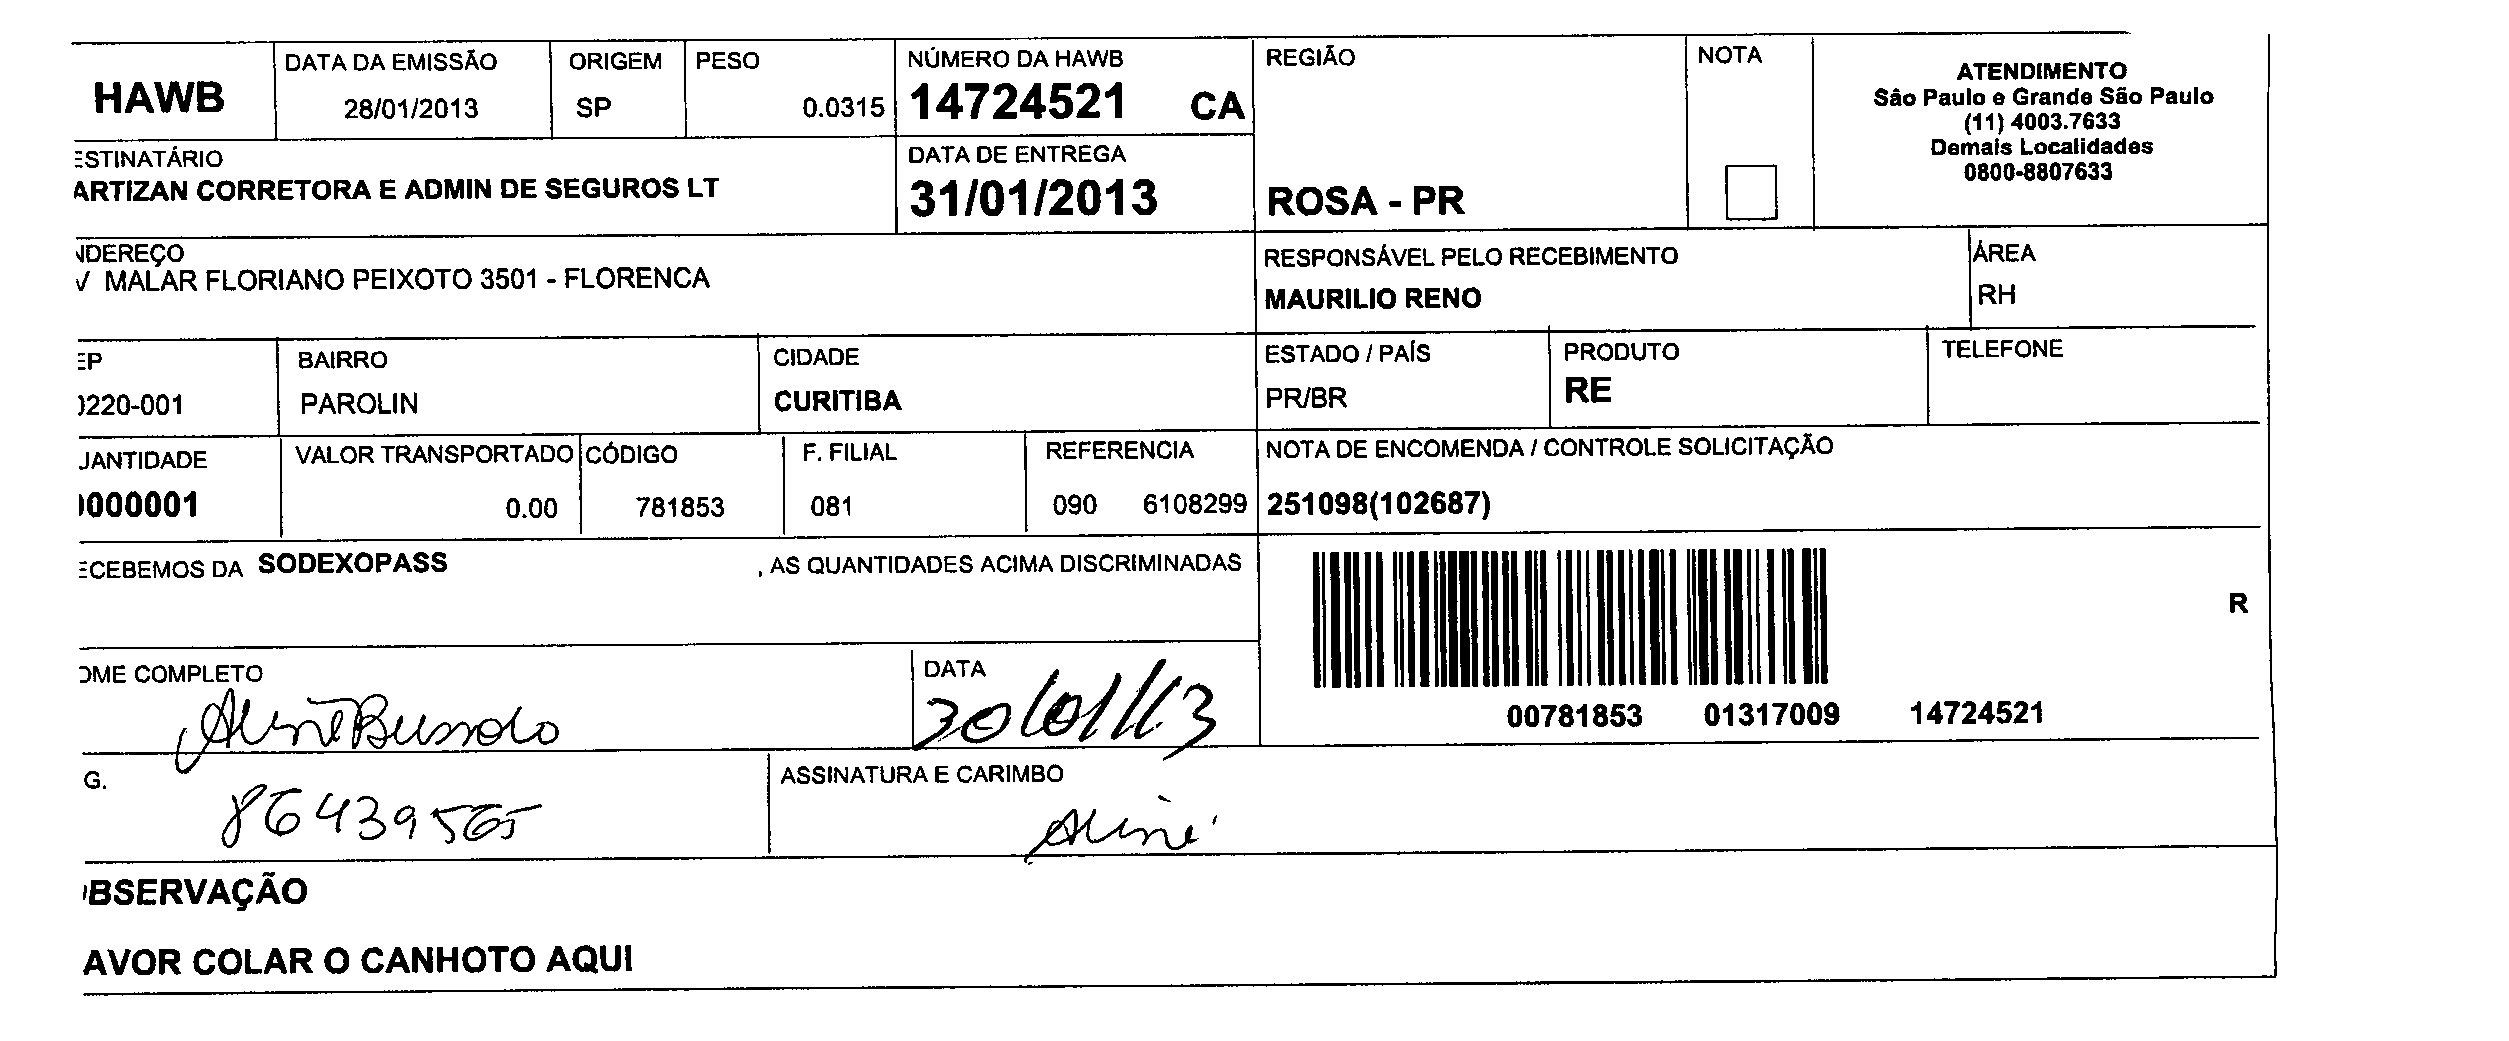 HAWB DATA DA EMISSÃO ORIGEM PESO NÚMERO DA HAWB REGIÃO NOTA ATENDIMENTO
28/01/2013 SP 0.0315 14724521 CA São Paulo e Grande São Paulo
(11) 4003.7633
Demais Localidades
0800-8807633
ESTINATÁRIO DATA DE ENTREGA
ARTIZAN CORRETORA E ADMIN DE SEGUROS LT 31/01/2013 ROSA - PR
NDEREÇO RESPONSÁVEL PELO RECEBIMENTO ÁREA
V MALAR FLORIANO PEIXOTO 3501 - FLORENCA MAURILIO RENO RH
EP BAIRRO CIDADE ESTADO / PAÍS PRODUTO TELEFONE
0220-001 PAROLIN CURITIBA PR/BR RE
UANTIDADE VALOR TRANSPORTADO CÓDIGO F. FILIAL REFERENCIA NOTA DE ENCOMENDA / CONTROLE SOLICITAÇÃO
0000001 0.00 781853 081 090 6108299 251098(102687)
ECEBEMOS DA SODEXOPASS , AS QUANTIDADES ACIMA DISCRIMINADAS
R
OME COMPLETO DATA
Aline Bussolo 30/01/13 00781853 01317009 14724521
G. ASSINATURA E CARIMBO
86439565 Aline
OBSERVAÇÃO
AVOR COLAR O CANHOTO AQUI